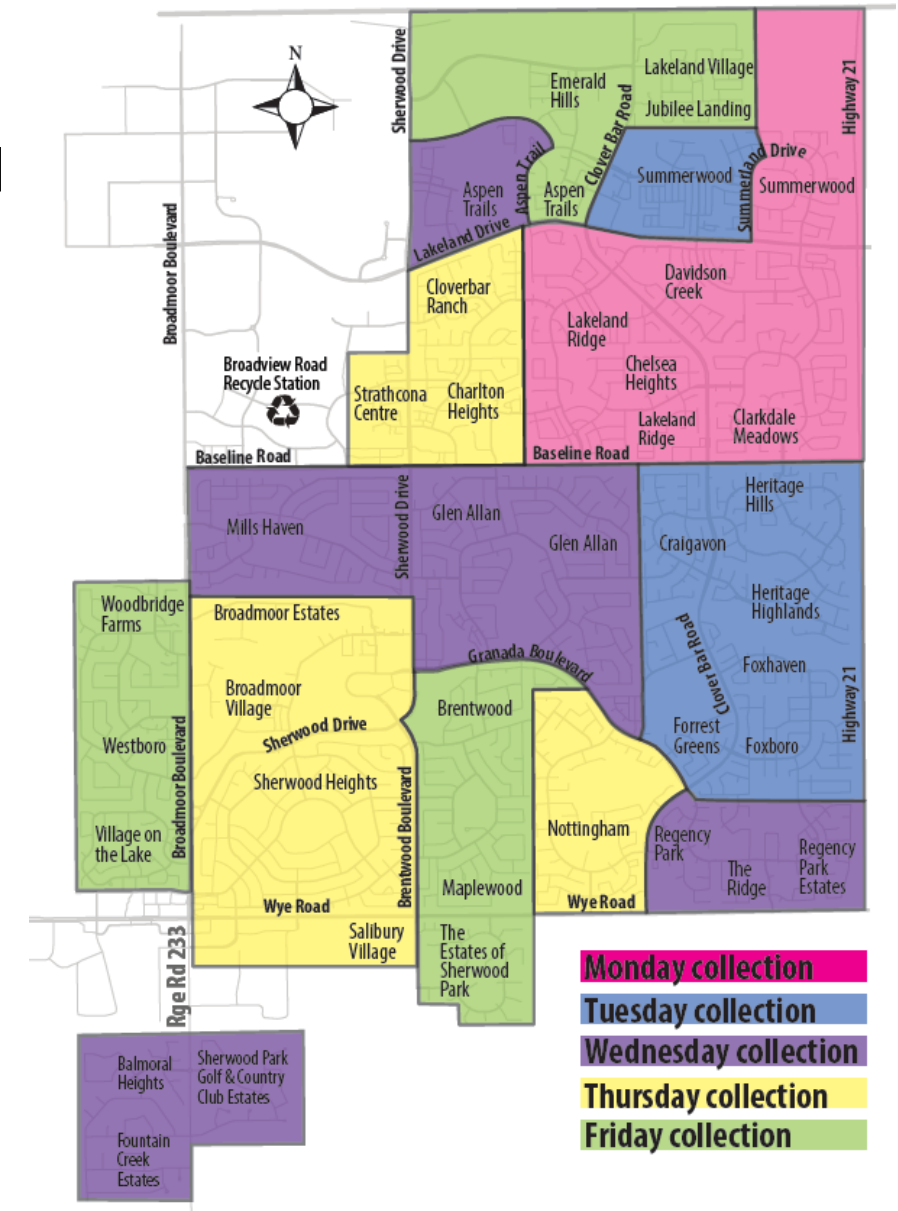 N
Sherwood Drive
Emerald
Hills
Clover Bar Road
Lakeland Village
Jubilee Landing
Highway 21
Aspen
Trails
Aspen Trail
Aspen
Trails
Summerwood
Summerland Drive
Summerwood
Lakeland Drive
Broadmoor Boulevard
Cloverbar
Ranch
Davidson
Creek
Lakeland
Ridge
Chelsea
Heights
Broadview Road
Recycle Station
Strathcona
Centre
Charlton
Heights
Lakeland
Ridge
Clarkdale
Meadows
Baseline Road
Baseline Road
Mills Haven
Sherwood Drive
Glen Allan
Glen Allan
Heritage
Hills
Craigavon
Heritage
Highlands
Woodbridge
Farms
Broadmoor Estates
Granada Boulevard
Clover Bar Road
Foxhaven
Highway 21
Broadmoor
Village
Brentwood
Sherwood Drive
Forrest
Greens
Foxboro
Westboro
Broadmoor Boulevard
Sherwood Heights
Brentwood Boulevard
Village on
the Lake
Nottingham
Regency
Park
The
Ridge
Regency
Park
Estates
Maplewood
Wye Road
Wye Road
Salibury
Village
The
Estates of
Sherwood
Park
Rge Rd 233
Balmoral
Heights
Sherwood Park
Golf & Country
Club Estates
Fountain
Creek
Estates
Monday collection
Tuesday collection
Wednesday collection
Thursday collection
Friday collection